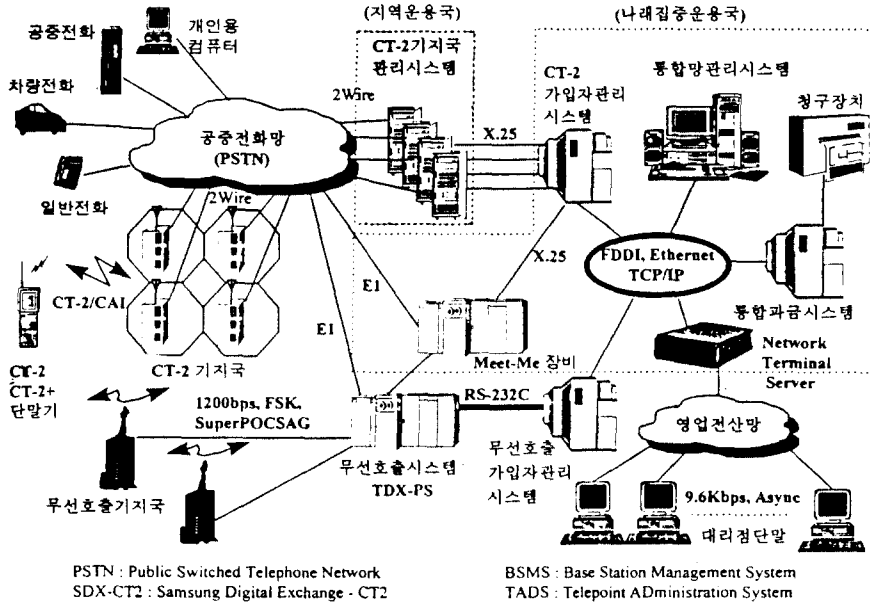 (지역운용국)
(나래집중운용국)
공중전화
개인용
컴퓨터
CT-2기지국
관리시스템
CT-2
가입자관리
시스템
통합망관리시스템
청구장치
차량전화
2Wire
공중전화망
(PSTN)
X.25
일반전화
2Wire
FDDI, Ethernet
TCP/IP
X.25
CT-2/CAI
E1
E1
통합과금시스템
Meet-Me 장비
Network
Terminal
Server
CT-2
CT-2+
단말기
CT-2 기지국
1200bps, FSK,
SuperPOCSAG
RS-232C
영업전산망
무선호출시스템
TDX-PS
무선호출
가입자관리
시스템
무선호출기지국
9.6Kbps, Async
대리점단말
PSTN : Public Switched Telephone Network
SDX-CT2 : Samsung Digital Exchange - CT2
BSMS : Base Station Management System
TADS : Telepoint ADministration System